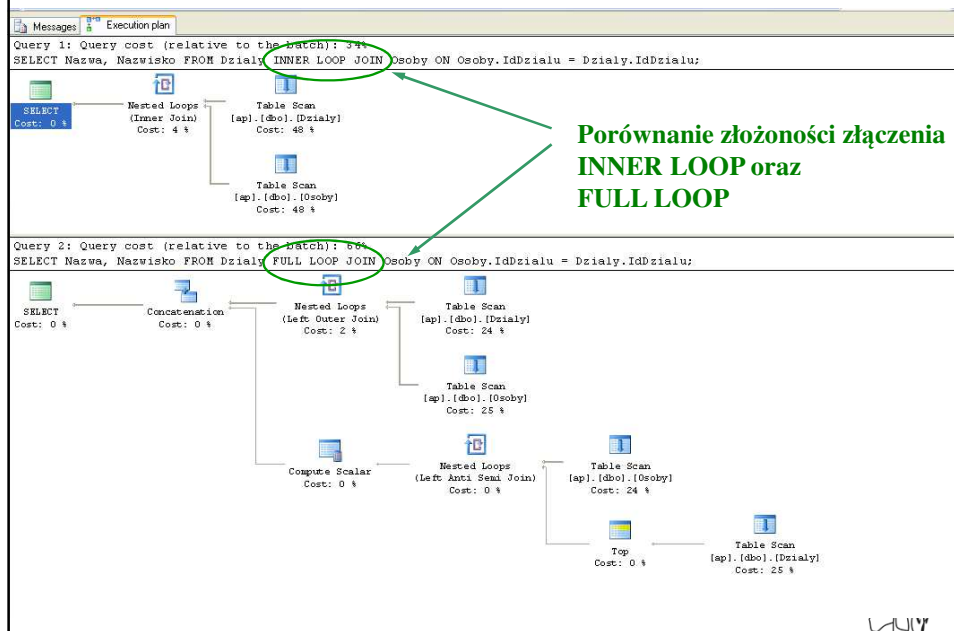 Messages Execution plan
Query 1: Query cost (relative to the batch): 34%
SELECT Nazwa, Nazwisko FROM Dzialy INNER LOOP JOIN Osoby ON Osoby.IdDzialu = Dzialy.IdDzialu;
SELECT
Cost: 0 %
Nested Loops
(Inner Join)
Cost: 4 %
Table Scan
[ap].[dbo].[Dzialy]
Cost: 48 %
Table Scan
[ap].[dbo].[Osoby]
Cost: 48 %
Porównanie złożoności złączenia
INNER LOOP oraz
FULL LOOP
Query 2: Query cost (relative to the batch): 66%
SELECT Nazwa, Nazwisko FROM Dzialy FULL LOOP JOIN Osoby ON Osoby.IdDzialu = Dzialy.IdDzialu;
SELECT
Cost: 0 %
Concatenation
Cost: 0 %
Nested Loops
(Left Outer Join)
Cost: 2 %
Table Scan
[ap].[dbo].[Dzialy]
Cost: 24 %
Table Scan
[ap].[dbo].[Osoby]
Cost: 25 %
Compute Scalar
Cost: 0 %
Nested Loops
(Left Anti Semi Join)
Cost: 0 %
Table Scan
[ap].[dbo].[Osoby]
Cost: 24 %
Top
Cost: 0 %
Table Scan
[ap].[dbo].[Dzialy]
Cost: 25 %